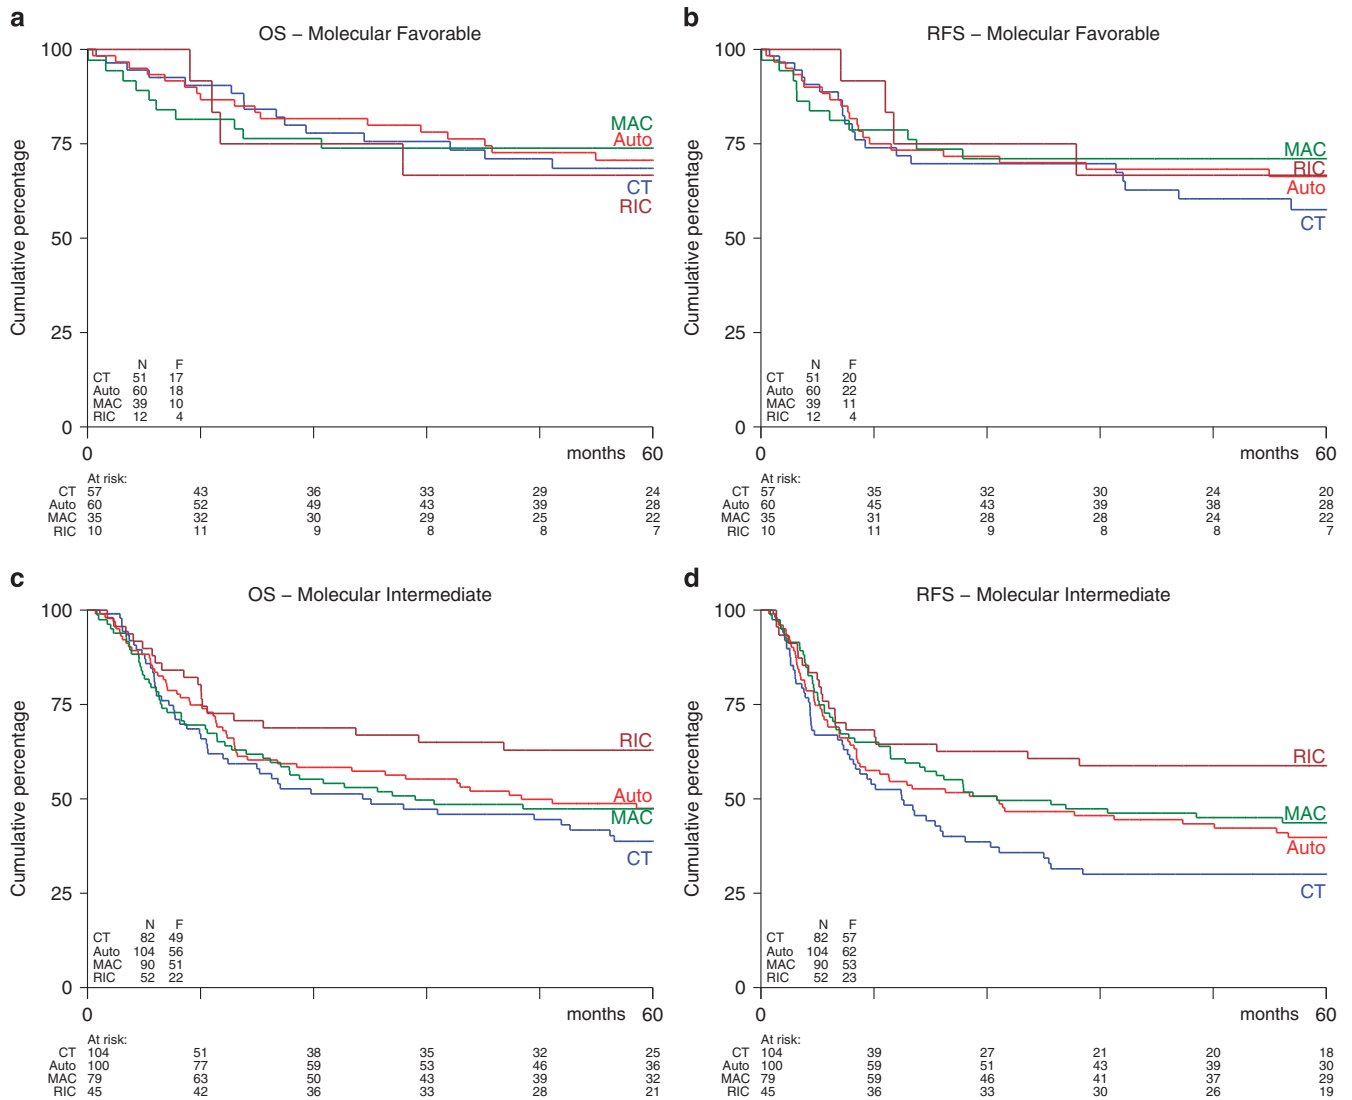 a
OS – Molecular Favorable
Cumulative percentage
100
75
50
25
0
MAC
Auto
CT
RIC
N F
CT 51 17
Auto 60 18
MAC 39 10
RIC 12 4
0 months 60
At risk:
CT 57 43 36 33 29 24
Auto 60 52 49 43 39 28
MAC 35 32 30 29 25 22
RIC 10 11 9 8 8 7
b
RFS – Molecular Favorable
Cumulative percentage
100
75
50
25
0
MAC
RIC
Auto
CT
N F
CT 51 20
Auto 60 22
MAC 39 11
RIC 12 4
0 months 60
At risk:
CT 57 35 32 30 24 20
Auto 60 45 43 39 38 28
MAC 35 31 28 28 24 22
RIC 10 11 9 8 8 7
c
OS – Molecular Intermediate
Cumulative percentage
100
75
50
25
0
RIC
Auto
MAC
CT
N F
CT 82 49
Auto 104 56
MAC 90 51
RIC 52 22
0 months 60
At risk:
CT 104 51 38 35 32 25
Auto 100 77 59 53 46 36
MAC 79 63 50 43 39 32
RIC 45 42 36 33 28 21
d
RFS – Molecular Intermediate
Cumulative percentage
100
75
50
25
0
RIC
MAC
Auto
CT
N F
CT 82 57
Auto 104 62
MAC 90 53
RIC 52 23
0 months 60
At risk:
CT 104 39 27 21 20 18
Auto 100 59 51 43 39 30
MAC 79 59 46 41 37 29
RIC 45 36 33 30 26 19